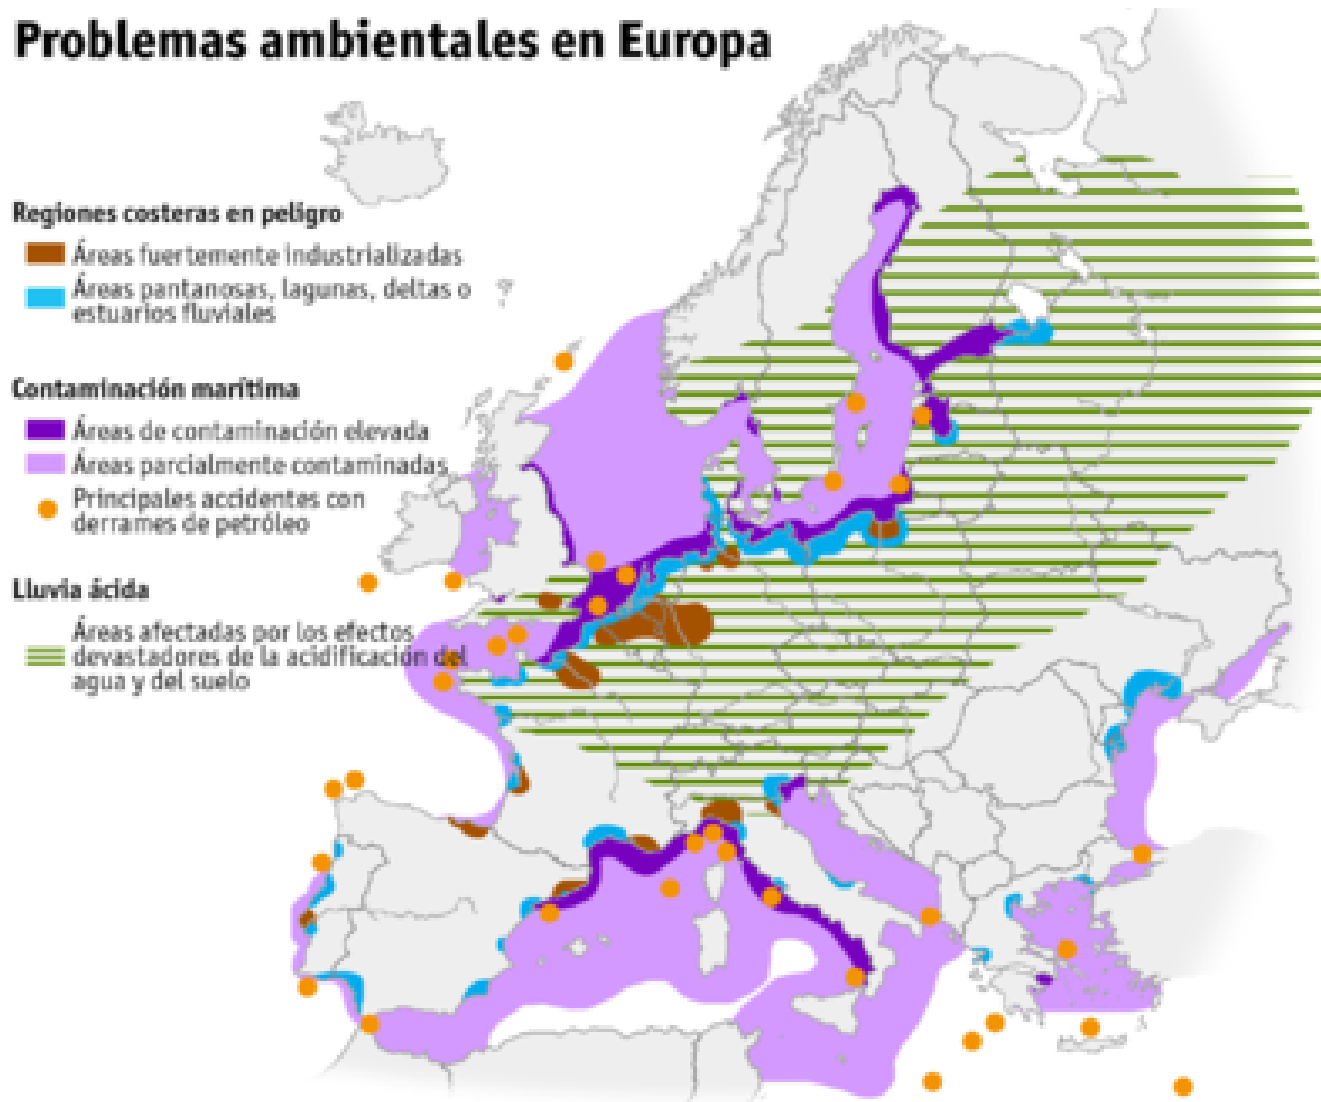 Problemas ambientales en Europa
Regiones costeras en peligro
Áreas fuertemente industrializadas
Áreas pantanosas, lagunas, deltas o
estuarios fluviales
Contaminación marítima
Áreas de contaminación elevada
Áreas parcialmente contaminadas
Principales accidentes con
derrames de petróleo
Lluvia ácida
Áreas afectadas por los efectos
devastadores de la acidificación del
agua y del suelo